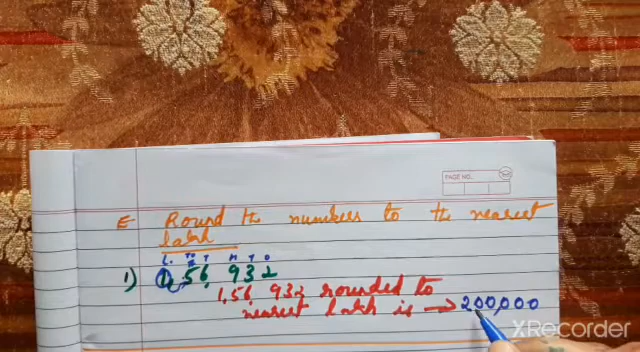 PAGE NO.
E Round the numbers to the nearest
lakh
L. TTh T H T O
1) 1,56,932
1,56,932 rounded to
nearest lakh is → 200,000
XRecorder